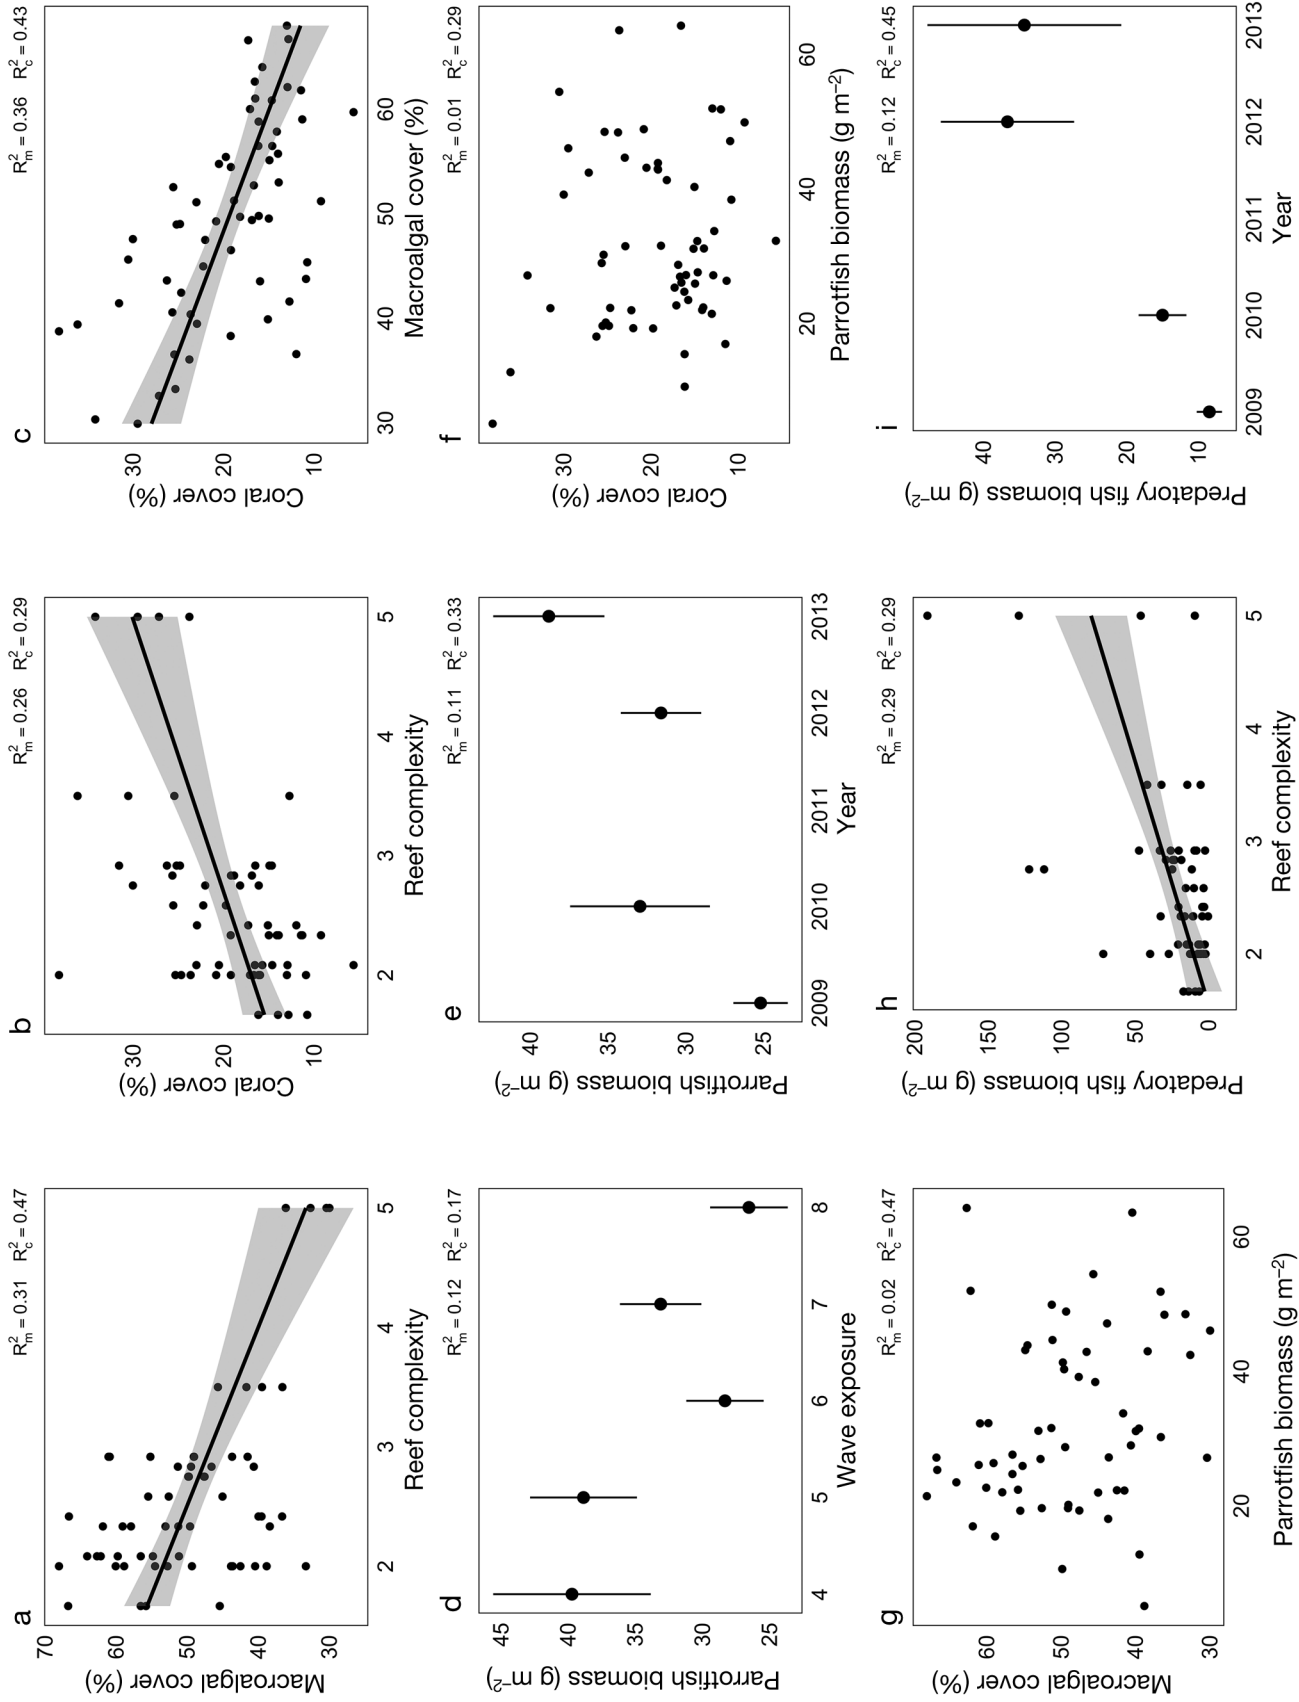 a
R²m = 0.31 R²c = 0.47
70
60
50
40
30
Macroalgal cover (%)
2 3 4 5
Reef complexity
b
R²m = 0.26 R²c = 0.29
30
20
10
Coral cover (%)
2 3 4 5
Reef complexity
c
R²m = 0.36 R²c = 0.43
30
20
10
Coral cover (%)
30 40 50 60
Macroalgal cover (%)
d
R²m = 0.12 R²c = 0.17
45
40
35
30
25
Parrotfish biomass (g m⁻²)
4 5 6 7 8
Wave exposure
e
R²m = 0.11 R²c = 0.33
40
35
30
25
Parrotfish biomass (g m⁻²)
2009 2010 2011 2012 2013
Year
f
R²m = 0.01 R²c = 0.29
30
20
10
Coral cover (%)
20 40 60
Parrotfish biomass (g m⁻²)
g
R²m = 0.02 R²c = 0.47
60
50
40
30
Macroalgal cover (%)
20 40 60
Parrotfish biomass (g m⁻²)
h
R²m = 0.29 R²c = 0.29
200
150
100
50
0
Predatory fish biomass (g m⁻²)
2 3 4 5
Reef complexity
i
R²m = 0.12 R²c = 0.45
40
30
20
10
Predatory fish biomass (g m⁻²)
2009 2010 2011 2012 2013
Year